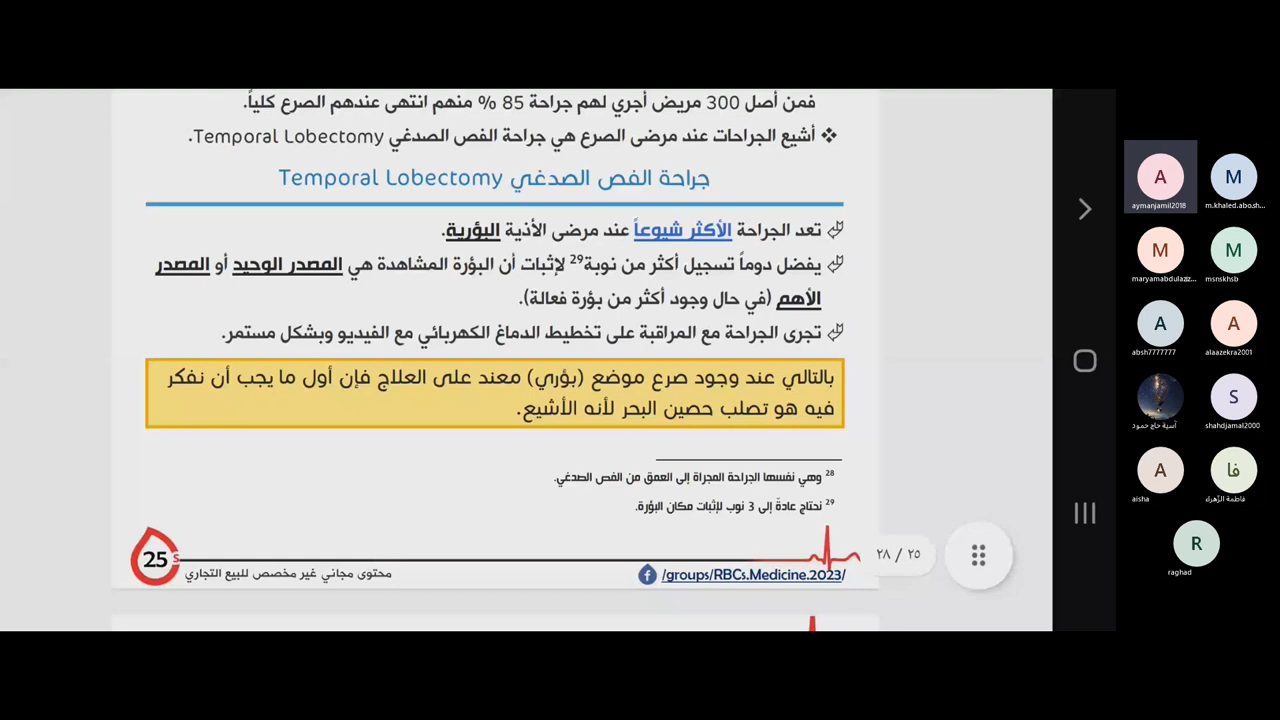 فمن أصل 300 مريض أجري لهم جراحة 85 % منهم انتهى عندهم الصرع كلياً.
❖ أشيع الجراحات عند مرضى الصرع هي جراحة الفص الصدغي Temporal Lobectomy.
جراحة الفص الصدغي Temporal Lobectomy
تعد الجراحة الأكثر شيوعاً عند مرضى الأذية البؤرية.
يفضل دوماً تسجيل أكثر من نوبة29 لإثبات أن البؤرة المشاهدة هي المصدر الوحيد أو المصدر
الأهم (في حال وجود أكثر من بؤرة فعالة).
تجرى الجراحة مع المراقبة على تخطيط الدماغ الكهربائي مع الفيديو وبشكل مستمر.
بالتالي عند وجود صرع موضع (بؤري) معند على العلاج فإن أول ما يجب أن نفكر
فيه هو تصلب حصين البحر لأنه الأشيع.
28 وهي نفسها الجراحة المجراة إلى العمق من الفص الصدغي.
29 نحتاج عادةً إلى 3 نوب لإثبات مكان البؤرة.
25
محتوى مجاني غير مخصص للبيع التجاري
/groups/RBCs.Medicine.2023/
٢٥ / ٢٨
A
aymanjamil2018
M
m.khaled.abo.sh...
M
maryamabdulaziz...
M
msnskhsb
A
absh7777777
A
alaazekra2001
آسية حاج حمود
S
shahdjamal2000
A
aisha
فا
فاطمة الزهراء
R
raghad